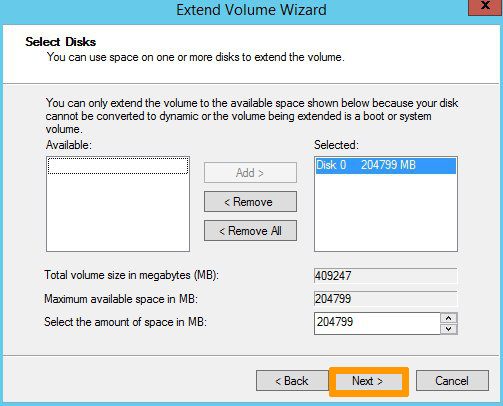 Extend Volume Wizard
Select Disks
You can use space on one or more disks to extend the volume.
You can only extend the volume to the available space shown below because your disk
cannot be converted to dynamic or the volume being extended is a boot or system
volume.
Available:
Selected:
Add >
Disk 0 204799 MB
< Remove
< Remove All
Total volume size in megabytes (MB): 409247
Maximum available space in MB: 204799
Select the amount of space in MB: 204799
< Back Next > Cancel